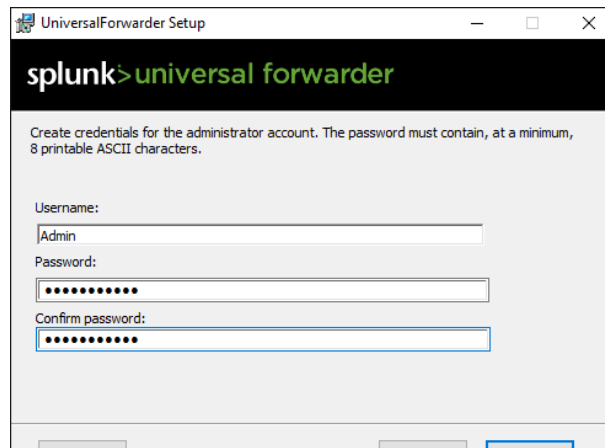 UniversalForwarder Setup
splunk>universal forwarder
Create credentials for the administrator account. The password must contain, at a minimum,
8 printable ASCII characters.
Username:
Admin
Password:
●●●●●●●●●●●
Confirm password:
●●●●●●●●●●●